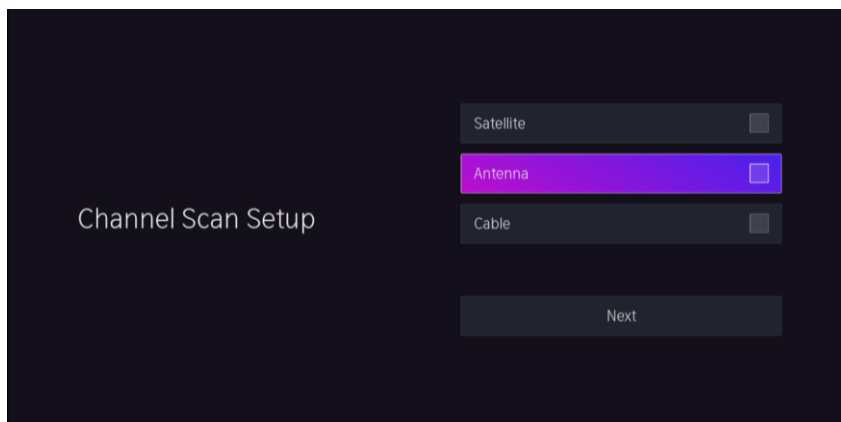 Channel Scan Setup
Satellite
Antenna
Cable
Next